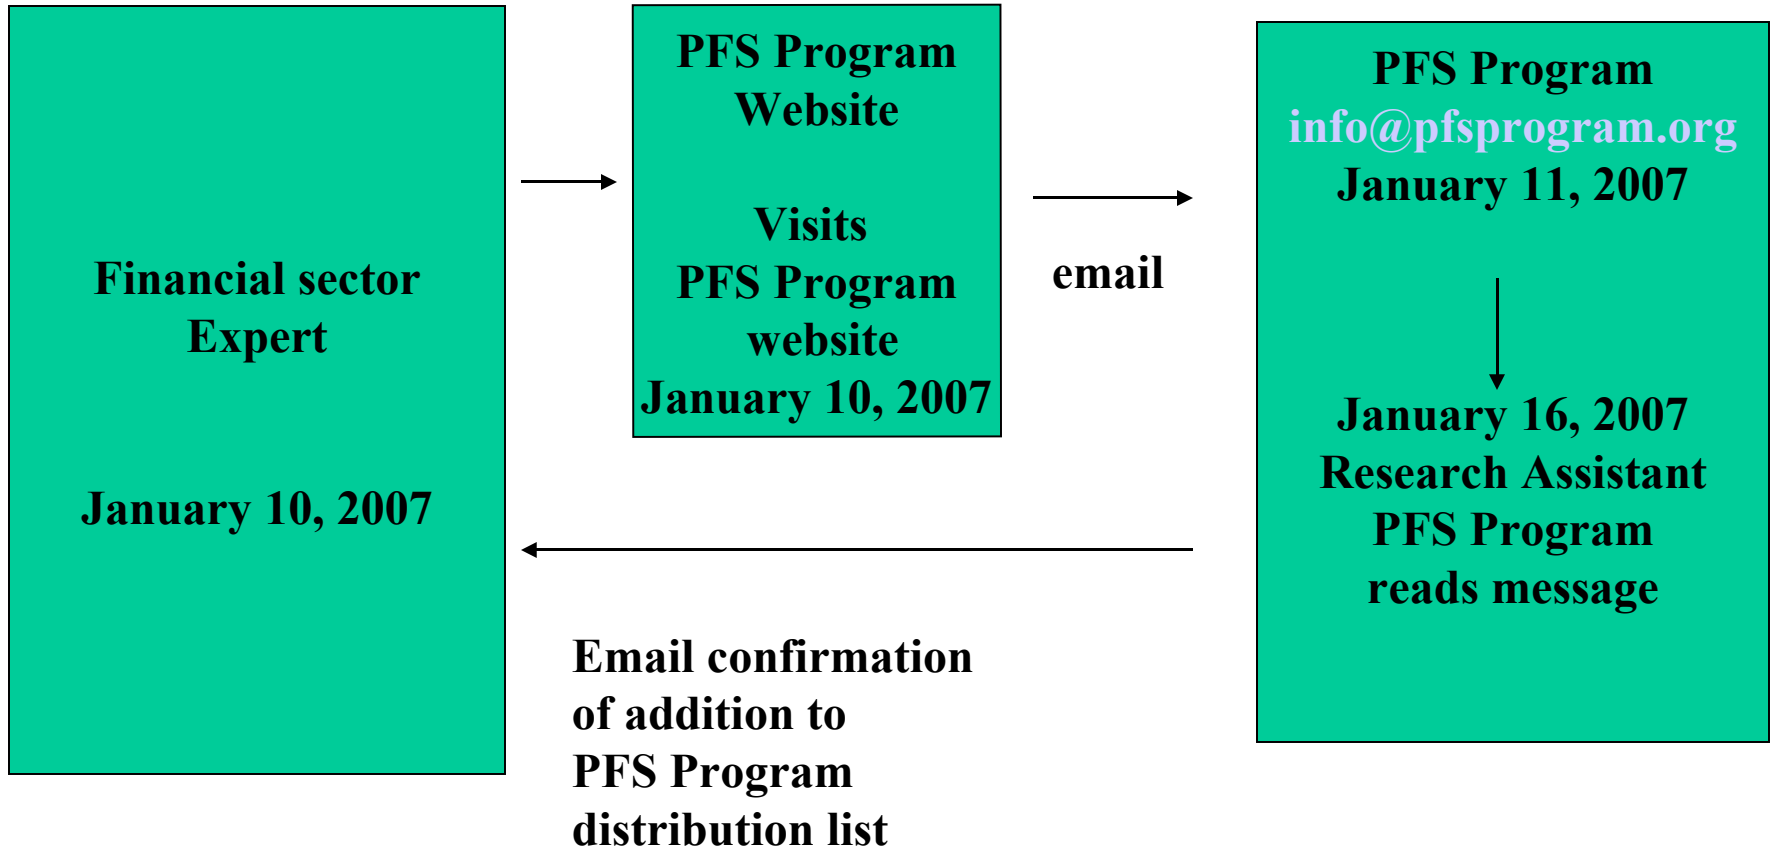 Financial sector
Expert
January 10, 2007
PFS Program
Website
Visits
PFS Program
website
January 10, 2007
email
PFS Program
info@pfsprogram.org
January 11, 2007
January 16, 2007
Research Assistant
PFS Program
reads message
Email confirmation
of addition to
PFS Program
distribution list